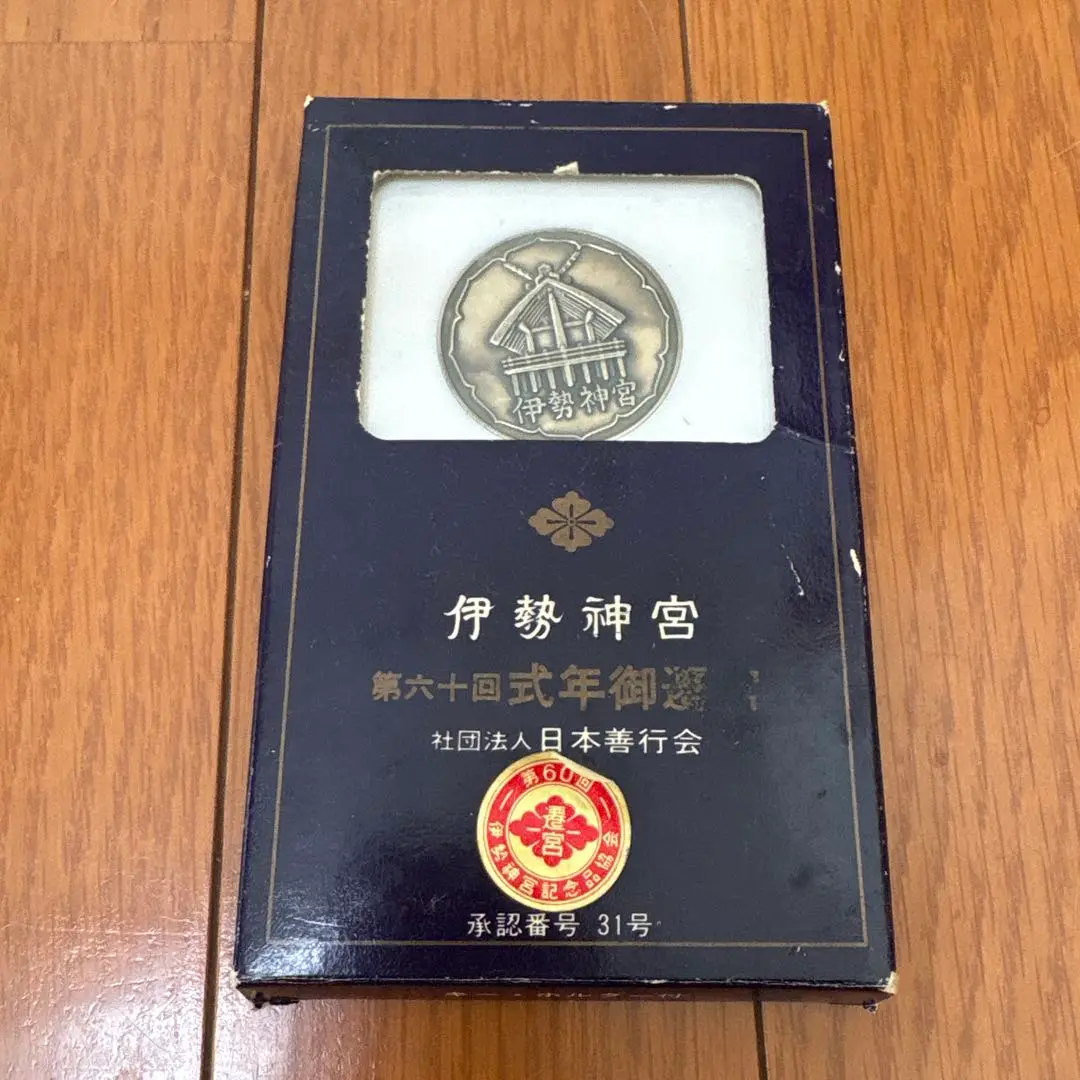 伊勢神宮
伊勢神宮
第六十回式年御遷
社団法人日本善行会
第60回
遷宮
伊勢神宮記念品協会
承認番号 31号